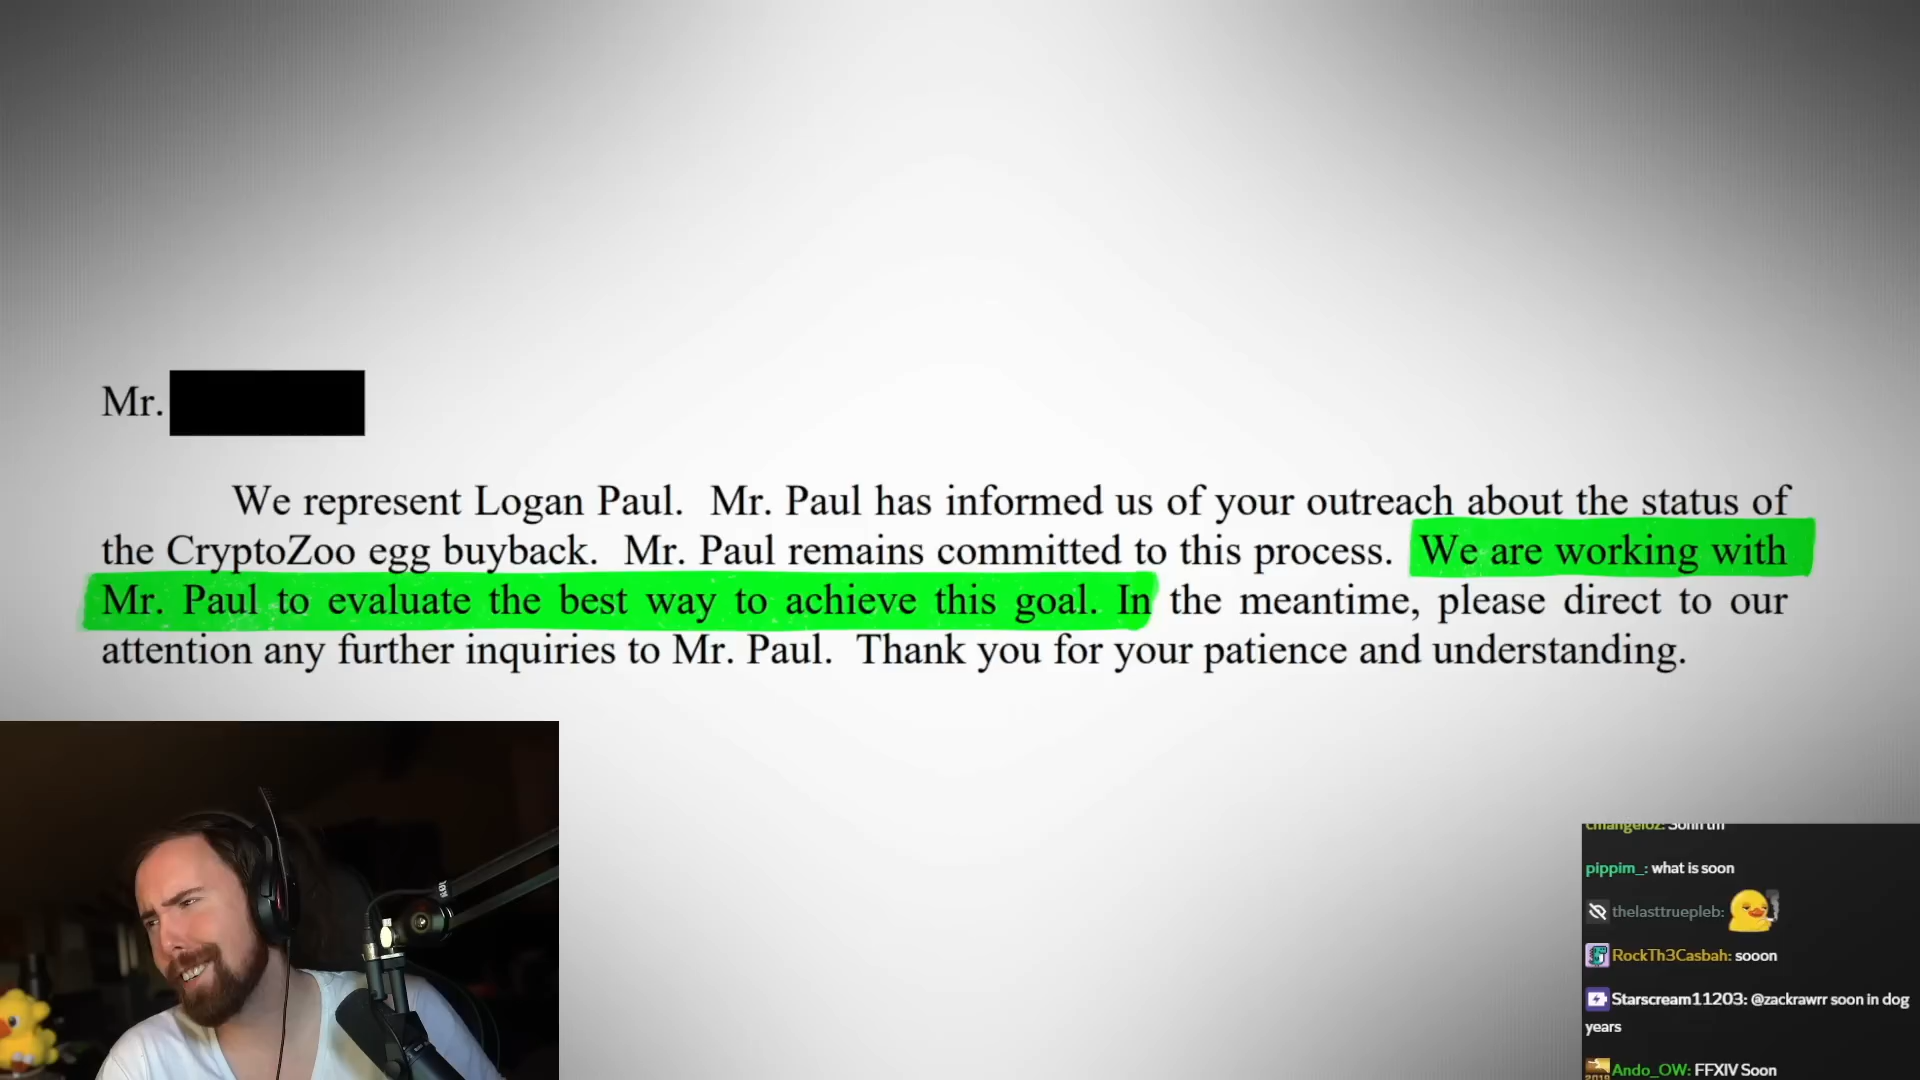 Mr.
We represent Logan Paul. Mr. Paul has informed us of your outreach about the status of
the CryptoZoo egg buyback. Mr. Paul remains committed to this process. We are working with
Mr. Paul to evaluate the best way to achieve this goal. In the meantime, please direct to our
attention any further inquiries to Mr. Paul. Thank you for your patience and understanding.
pippim_: what is soon
thelasttruepleb:
RockTh3Casbah: sooon
Starscream11203: @zackrawrr soon in dog
years
Ando_OW: FFXIV Soon